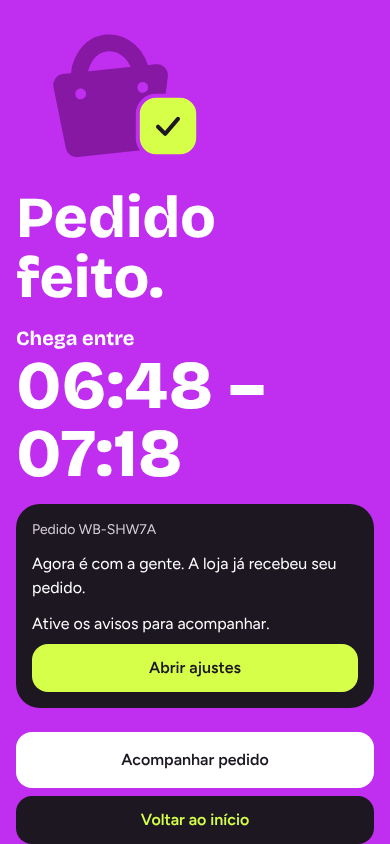 Pedido
feito.
Chega entre
06:48 –
07:18
Pedido WB-SHW7A
Agora é com a gente. A loja já recebeu seu
pedido.
Ative os avisos para acompanhar.
Abrir ajustes
Acompanhar pedido
Voltar ao início